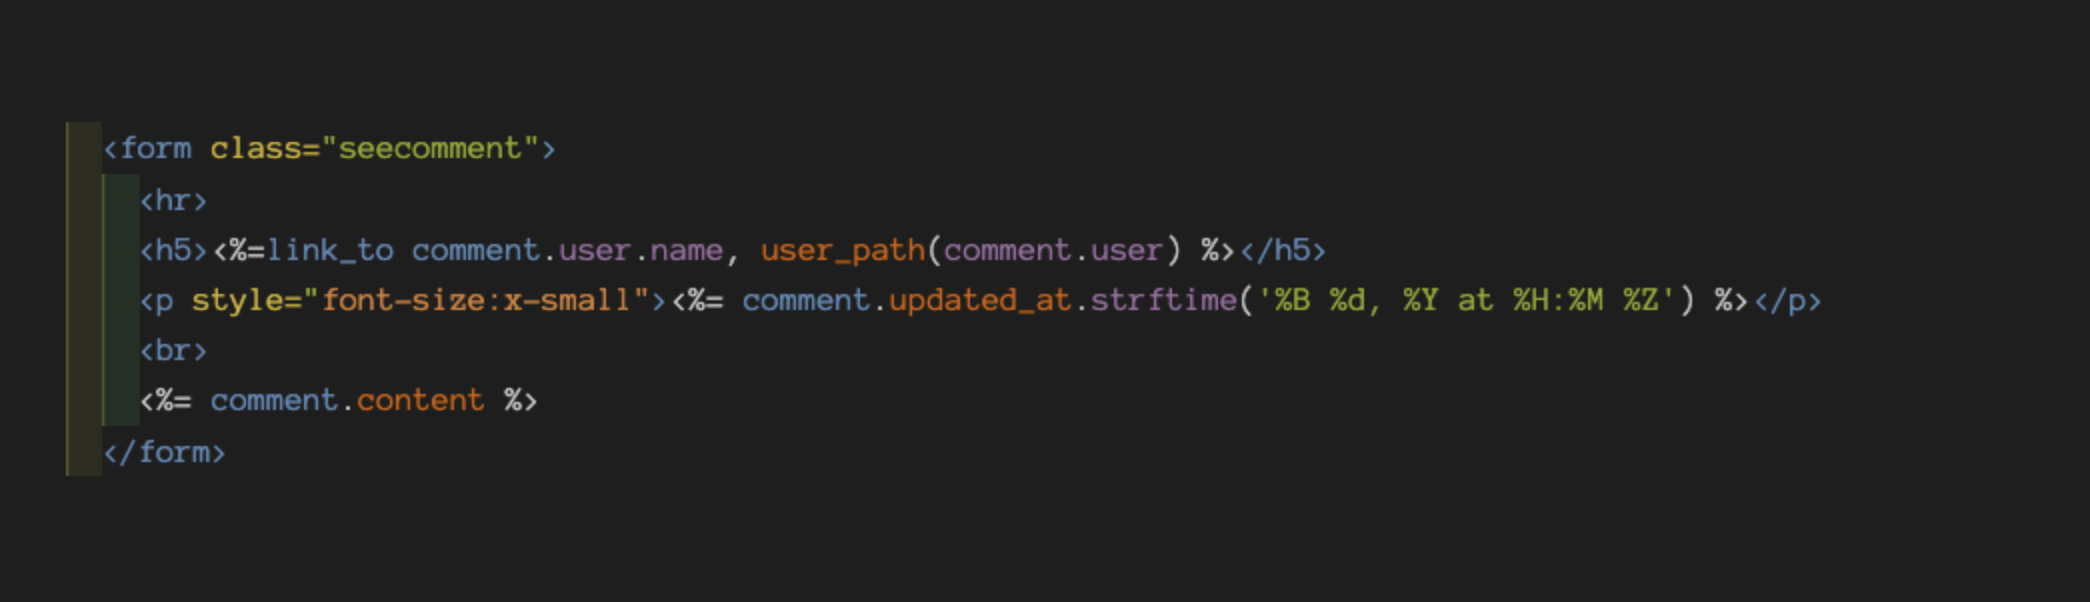 <form class="seecomment">
<hr>
<h5><%=link_to comment.user.name, user_path(comment.user) %></h5>
<p style="font-size:x-small"><%= comment.updated_at.strftime('%B %d, %Y at %H:%M %Z') %></p>
<br>
<%= comment.content %>
</form>